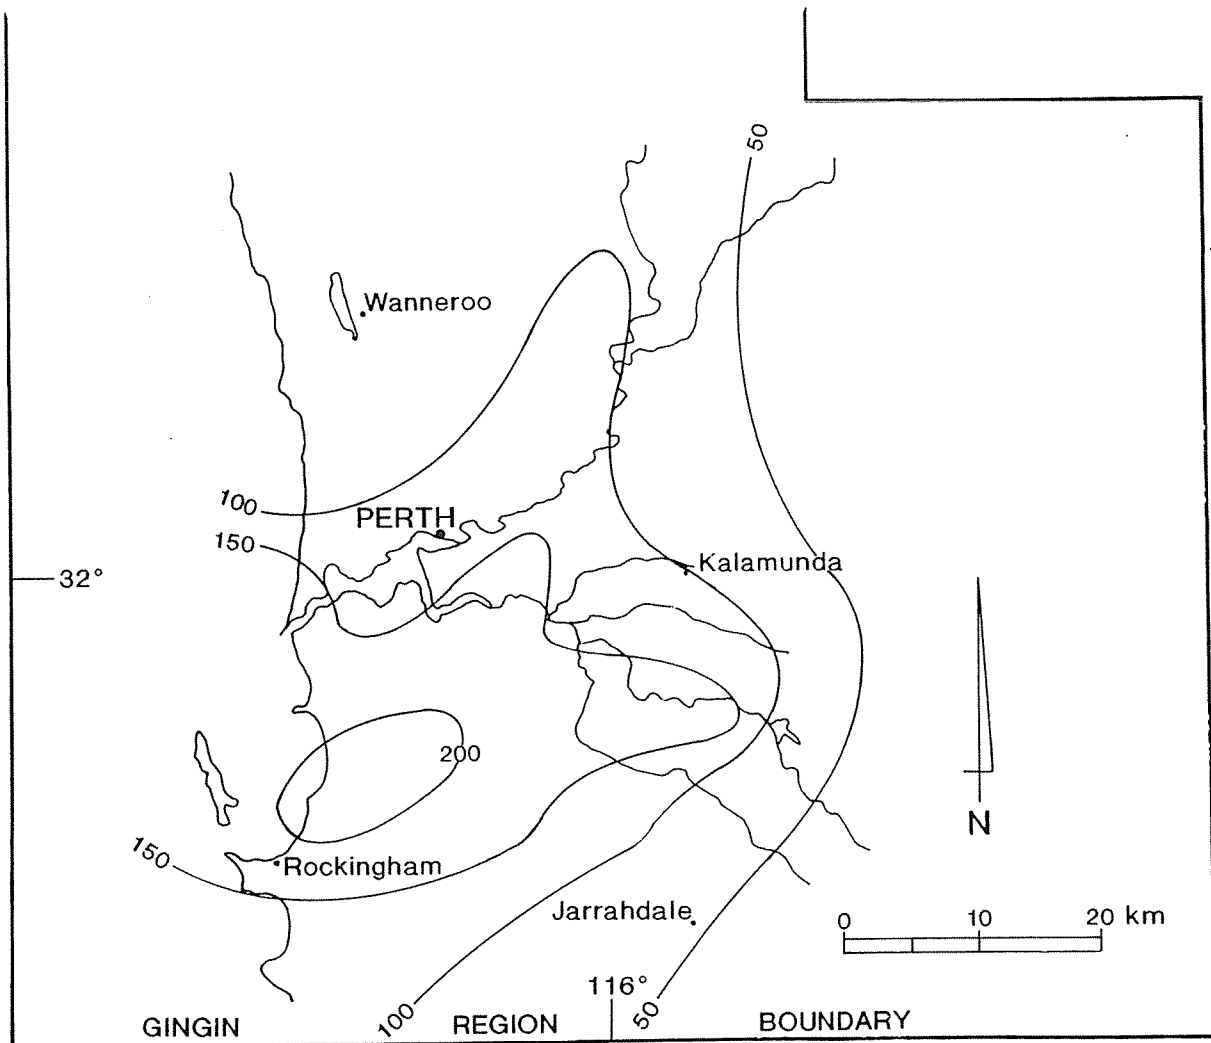 50
Wanneroo
100
PERTH
150
Kalamunda
32°
200
N
150
Rockingham
Jarrahdale
0 10 20 km
116°
100
50
GINGIN REGION BOUNDARY